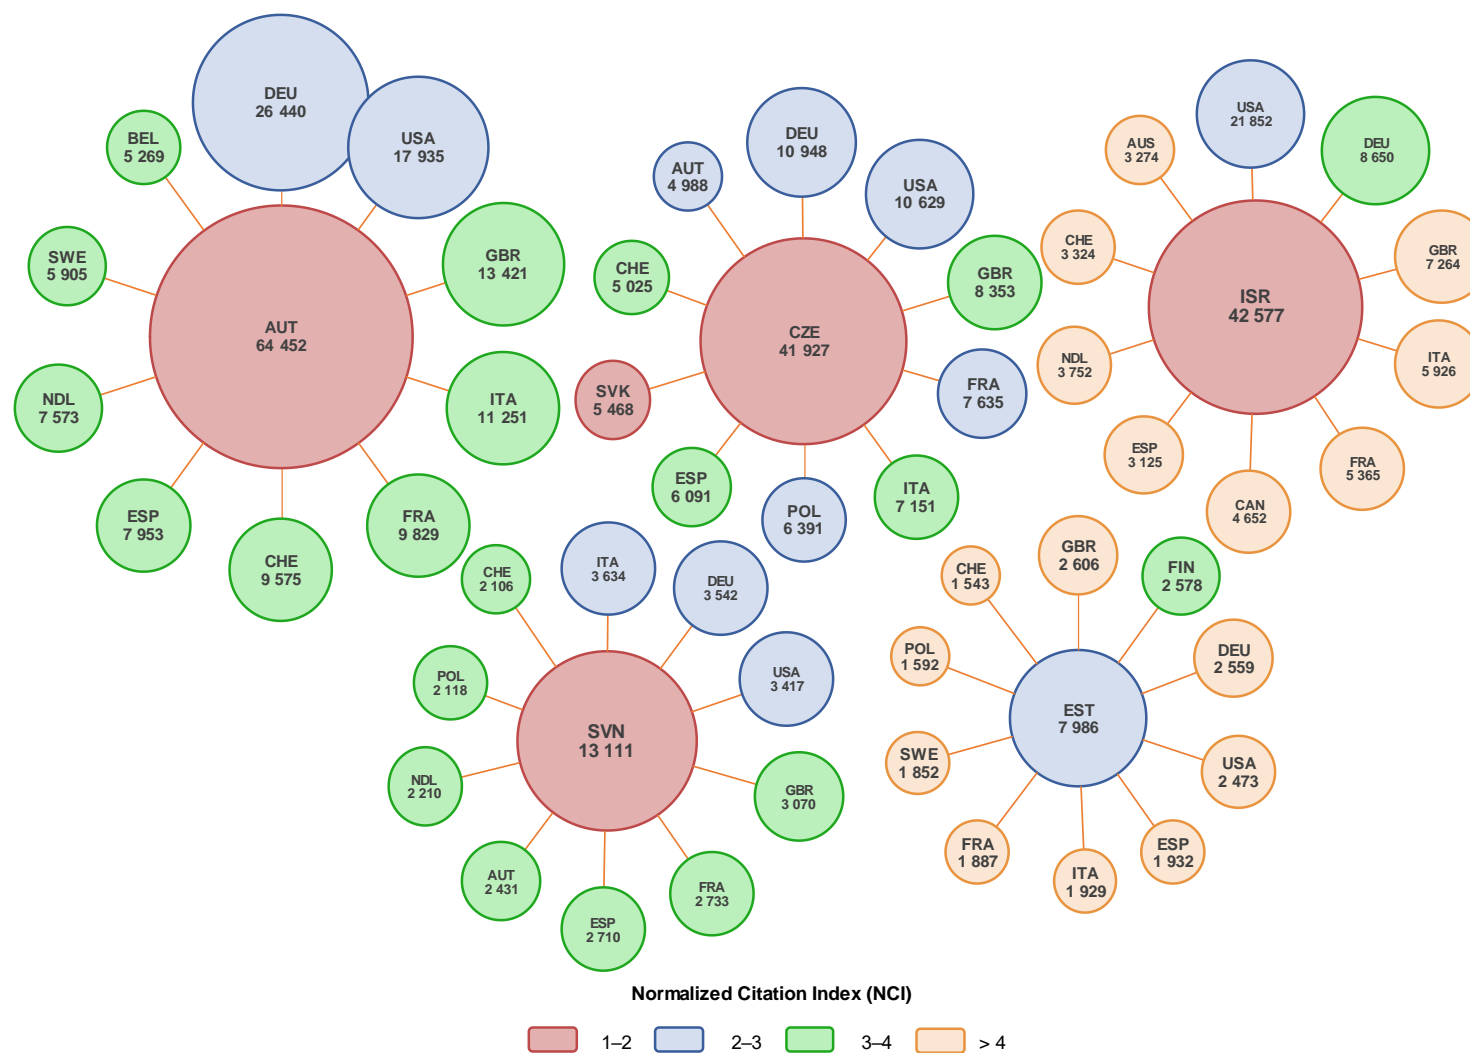 DEU
26 440
USA
17 935
BEL
5 269
SWE
5 905
GBR
13 421
AUT
64 452
NDL
7 573
ITA
11 251
ESP
7 953
CHE
9 575
FRA
9 829
DEU
10 948
AUT
4 988
USA
10 629
CHE
5 025
GBR
8 353
CZE
41 927
SVK
5 468
FRA
7 635
ESP
6 091
POL
6 391
ITA
7 151
USA
21 852
AUS
3 274
DEU
8 650
CHE
3 324
GBR
7 264
ISR
42 577
NDL
3 752
ITA
5 926
ESP
3 125
CAN
4 652
FRA
5 365
ITA
3 634
CHE
2 106
DEU
3 542
POL
2 118
USA
3 417
SVN
13 111
NDL
2 210
GBR
3 070
AUT
2 431
ESP
2 710
FRA
2 733
GBR
2 606
CHE
1 543
FIN
2 578
POL
1 592
DEU
2 559
EST
7 986
SWE
1 852
USA
2 473
FRA
1 887
ITA
1 929
ESP
1 932
Normalized Citation Index (NCI)
1–2 2–3 3–4 > 4